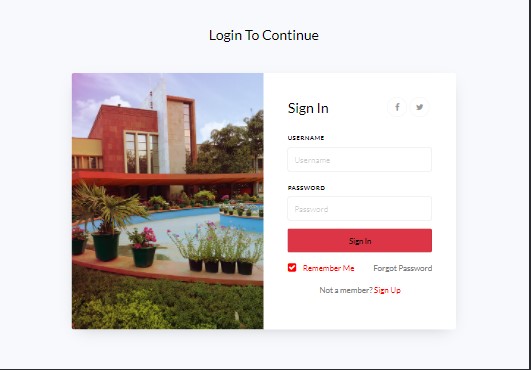 Login To Continue
Sign In
USERNAME
Username
PASSWORD
Password
Sign In
Remember Me Forgot Password
Not a member? Sign Up